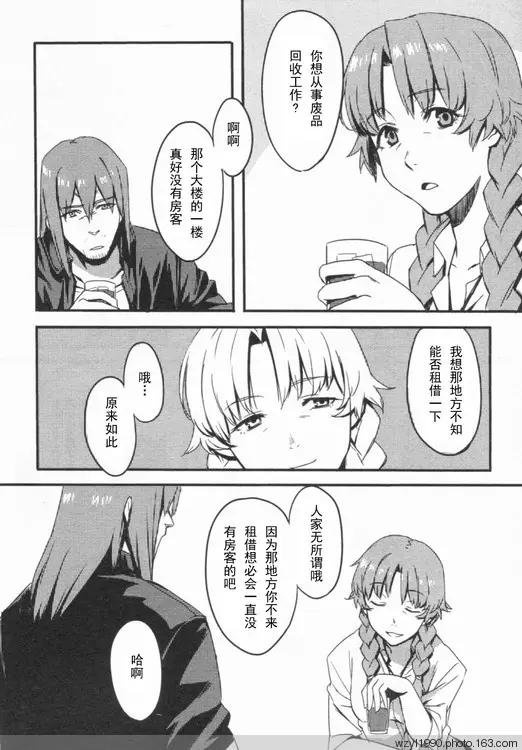 你想从事废品
回收工作？
啊啊
那个大楼的一楼
真好没有房客
我想那地方不知
能否租借一下
哦…
原来如此
人家无所谓哦
因为那地方你不来
租借想必会一直没
有房客的吧
哈啊
wzyl1990.photo.163.com